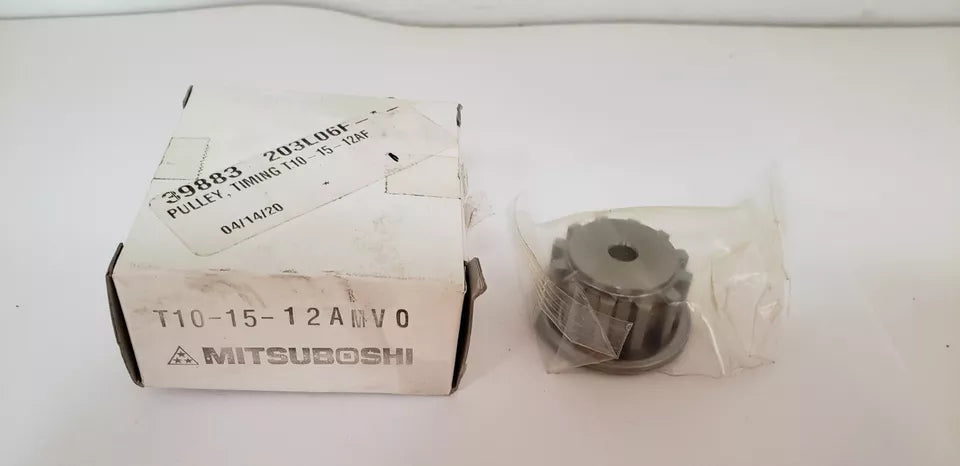 39883 203L06F-
PULLEY, TIMING T10-15-12AF
04/14/20
T10-15-12AMV0
MITSUBOSHI